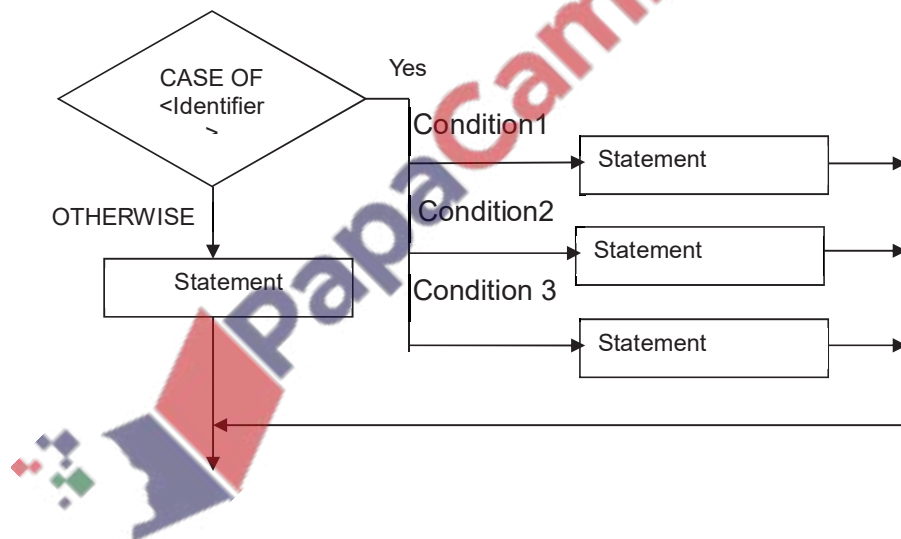 CASE OF
<Identifier
>
Yes
Condition1
Statement
OTHERWISE
Condition2
Statement
Statement
Condition 3
Statement
PapaCam